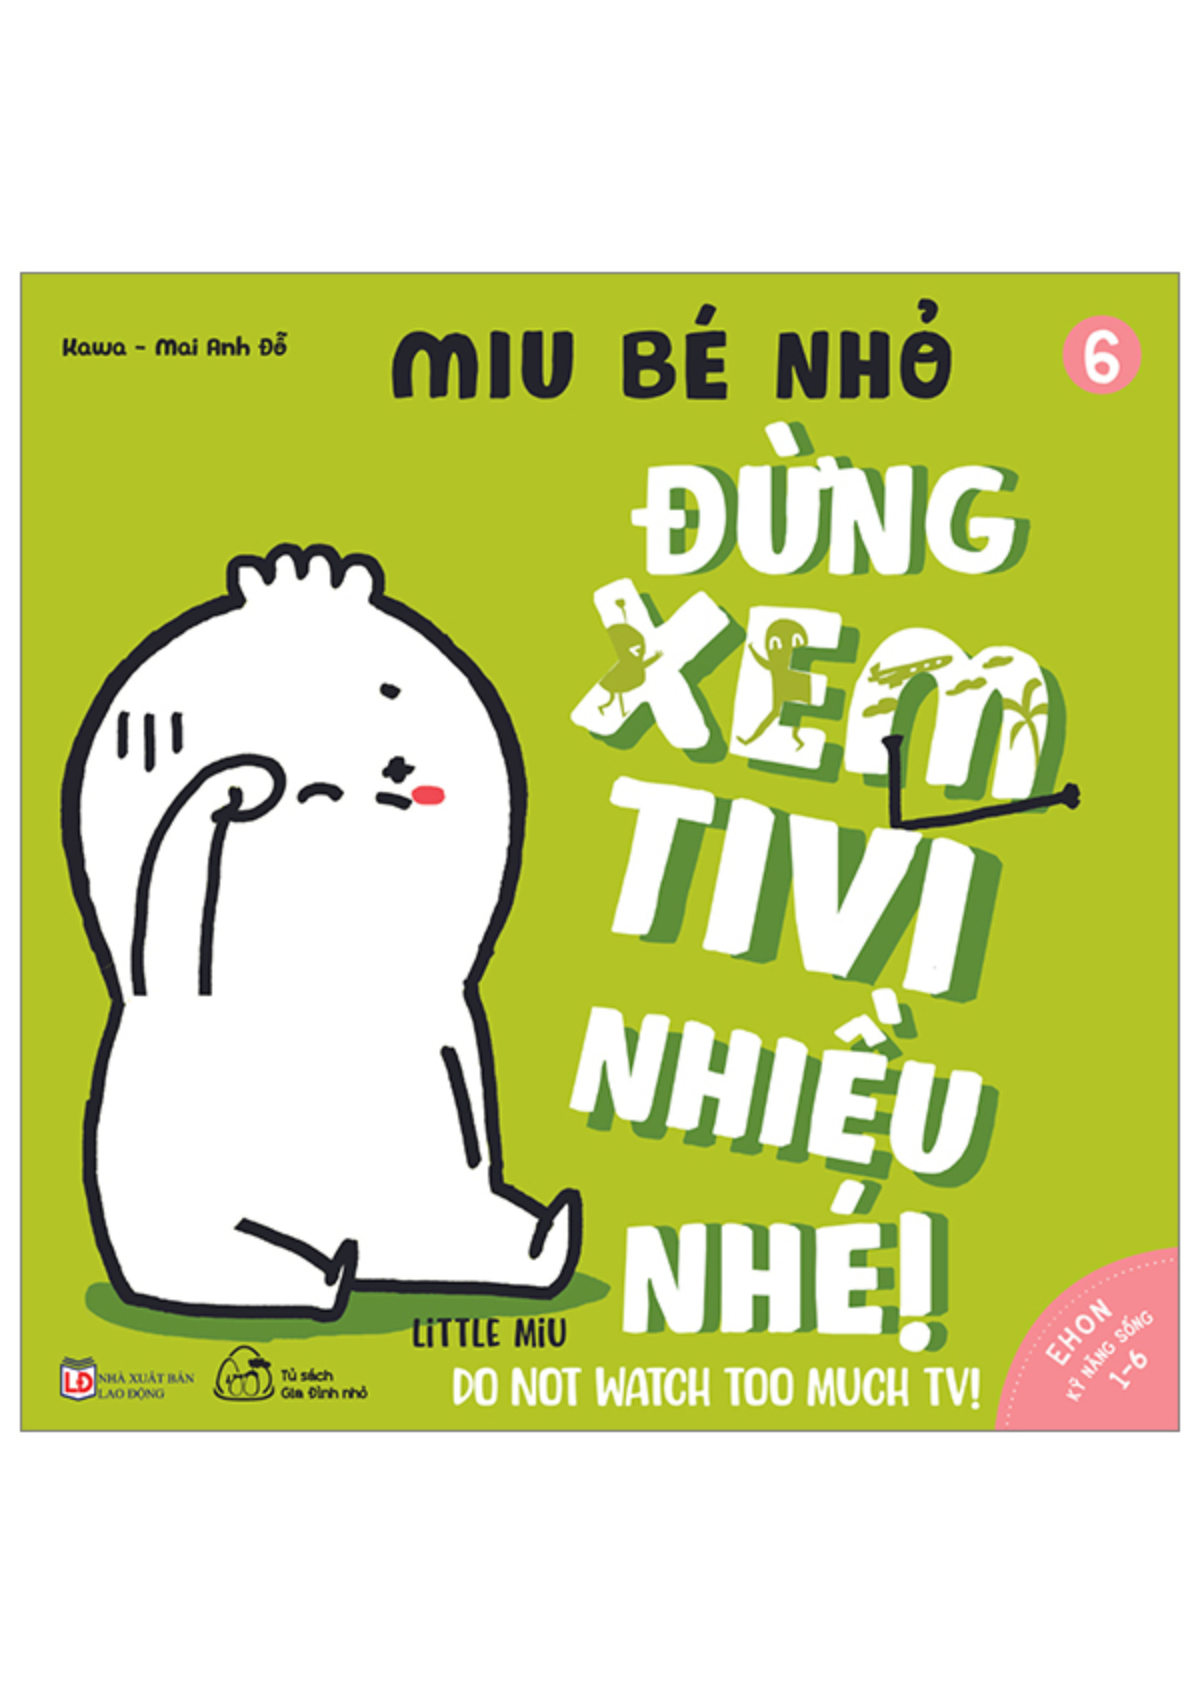 Kawa - Mai Anh Đỗ
MIU BÉ NHỎ
6
ĐỪNG
XEM
TIVI
NHIỀU
NHÉ!
LiTTLE MiU
DO NOT WATCH TOO MUCH TV!
LĐ
NHÀ XUẤT BẢN
LAO ĐỘNG
Tủ sách
Gia Đình nhỏ
EHON
KỸ NĂNG SỐNG
1-6